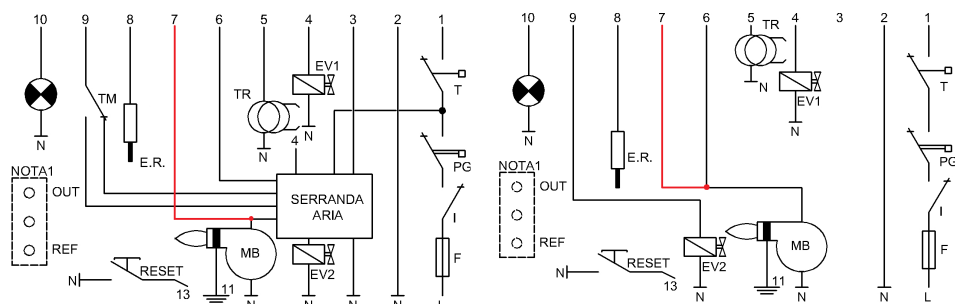 10 9 8 7 6 5 4 3 2 1
EV1
TM
TR
T
N
N
N
4
E.R.
PG
NOTA1
OUT
SERRANDA
ARIA
I
REF
MB
EV2
F
N
RESET
13
11
N
N
N
N
L
10 9 8 7 6 5 4 3 2 1
TR
T
N
EV1
N
N
E.R.
PG
NOTA1
OUT
I
REF
MB
EV2
F
N
RESET
13
11
N
N
N
L